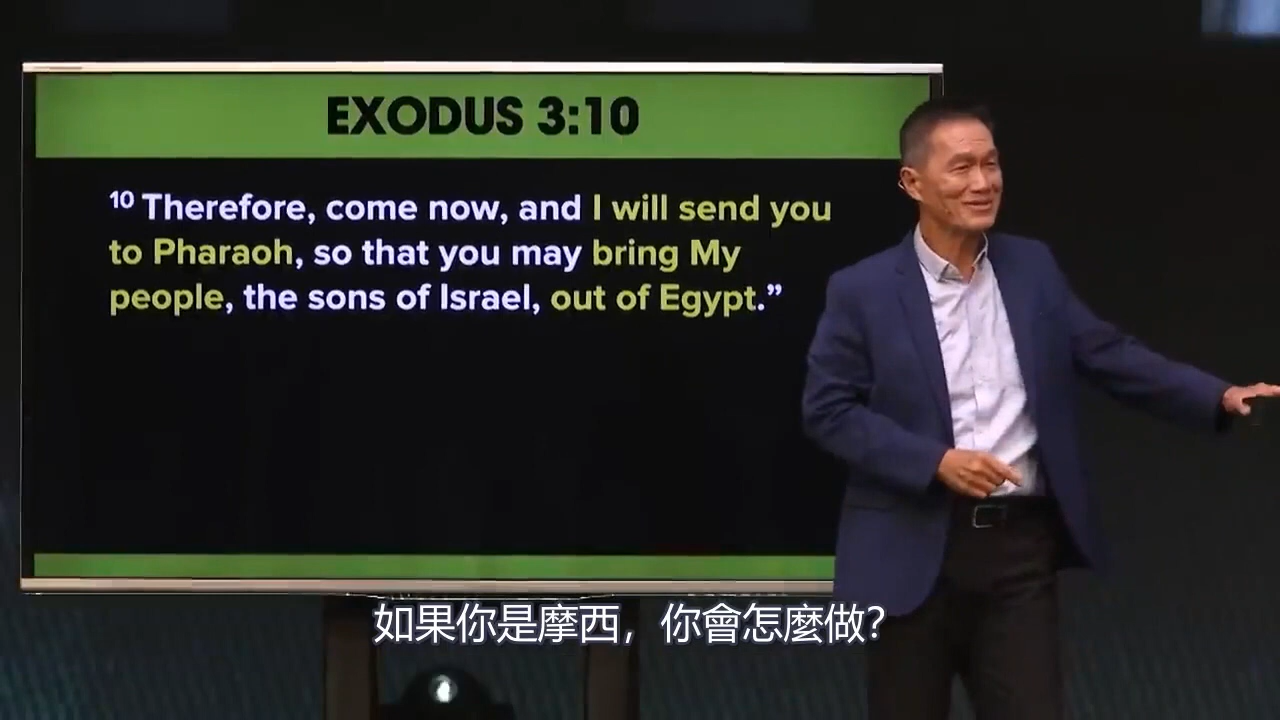 EXODUS 3:10
10 Therefore, come now, and I will send you
to Pharaoh, so that you may bring My
people, the sons of Israel, out of Egypt.”
如果你是摩西，你會怎麼做？